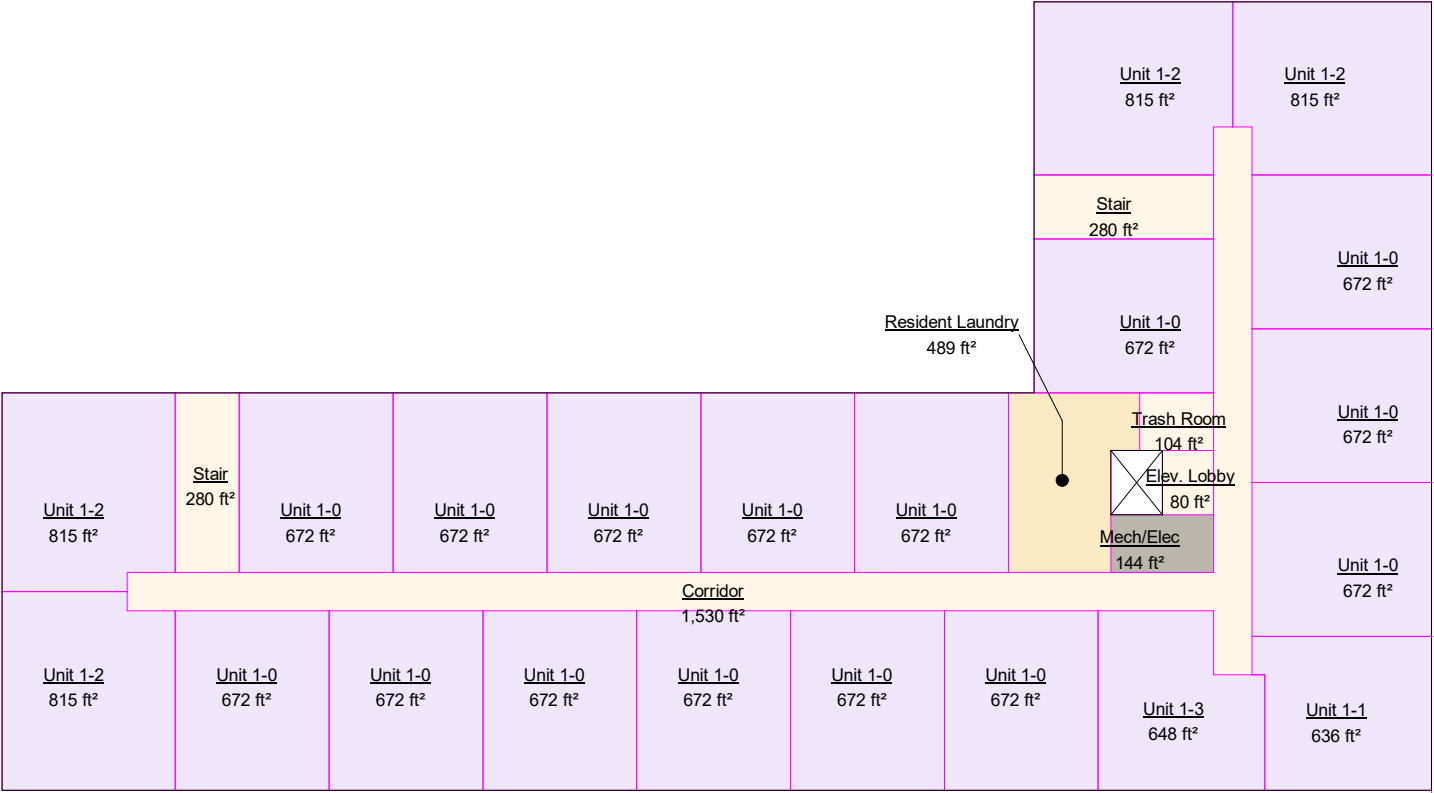 Unit 1-2
815 ft²
Unit 1-2
815 ft²
Stair
280 ft²
Unit 1-0
672 ft²
Resident Laundry
489 ft²
Unit 1-0
672 ft²
Trash Room
104 ft²
Unit 1-0
672 ft²
Elev. Lobby
80 ft²
Stair
280 ft²
Unit 1-2
815 ft²
Unit 1-0
672 ft²
Unit 1-0
672 ft²
Unit 1-0
672 ft²
Unit 1-0
672 ft²
Unit 1-0
672 ft²
Mech/Elec
144 ft²
Unit 1-0
672 ft²
Corridor
1,530 ft²
Unit 1-2
815 ft²
Unit 1-0
672 ft²
Unit 1-0
672 ft²
Unit 1-0
672 ft²
Unit 1-0
672 ft²
Unit 1-0
672 ft²
Unit 1-0
672 ft²
Unit 1-3
648 ft²
Unit 1-1
636 ft²